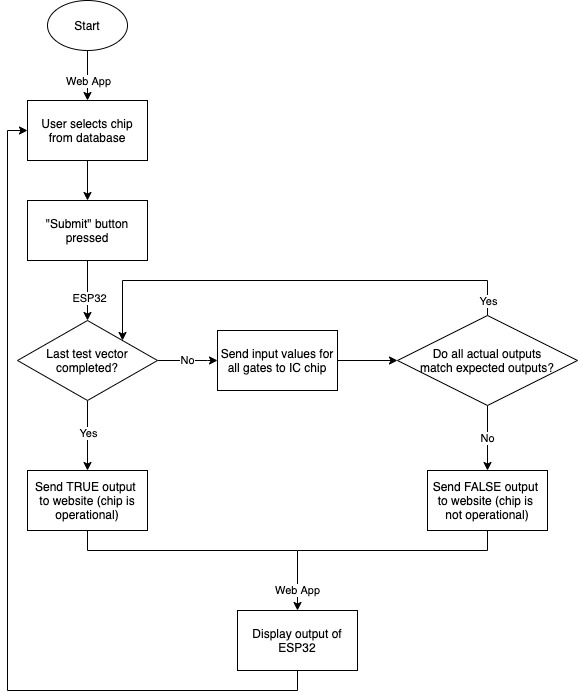 Start
Web App
User selects chip
from database
"Submit" button
pressed
ESP32
Yes
Last test vector
completed?
No
Send input values for
all gates to IC chip
Do all actual outputs
match expected outputs?
Yes
No
Send TRUE output
to website (chip is
operational)
Send FALSE output
to website (chip is
not operational)
Web App
Display output of
ESP32